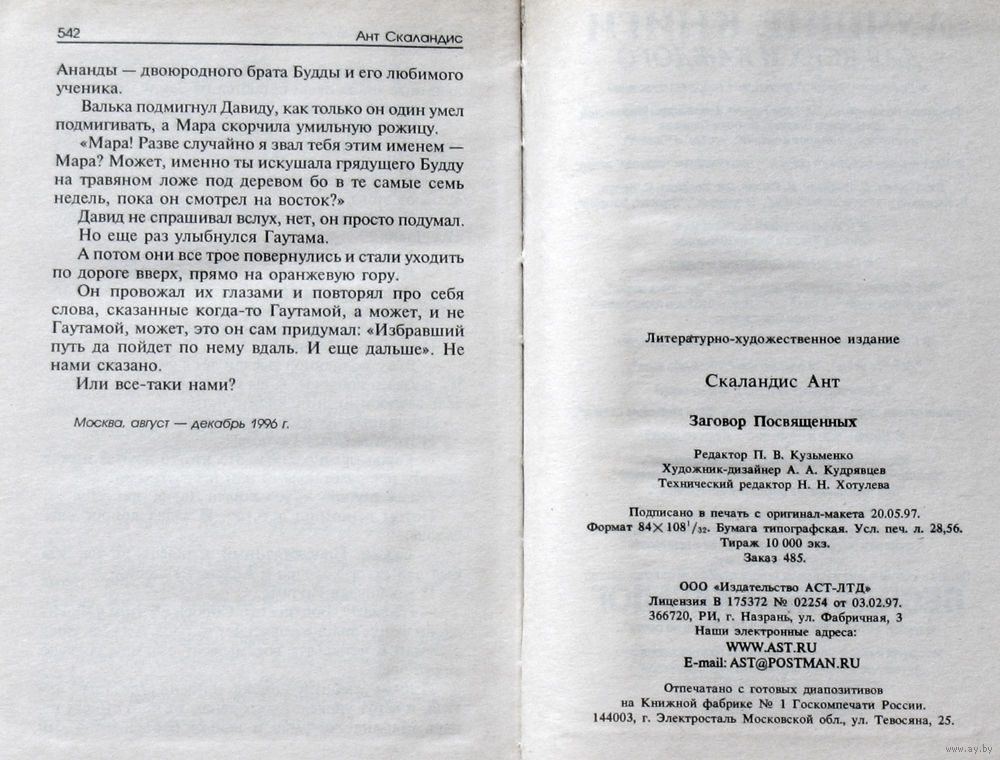 542
Ант Скаландис
Ананды — двоюродного брата Будды и его любимого
ученика.
Валька подмигнул Давиду, как только он один умел
подмигивать, а Мара скорчила умильную рожицу.
«Мара! Разве случайно я звал тебя этим именем —
Мара? Может, именно ты искушала грядущего Будду
на травяном ложе под деревом бо в те самые семь
недель, пока он смотрел на восток?»
Давид не спрашивал вслух, нет, он просто подумал.
Но еще раз улыбнулся Гаутама.
А потом они все трое повернулись и стали уходить
по дороге вверх, прямо на оранжевую гору.
Он провожал их глазами и повторял про себя
слова, сказанные когда-то Гаутамой, а может, и не
Гаутамой, может, это он сам придумал: «Избравший
путь да пойдет по нему вдаль. И еще дальше». Не
нами сказано.
Или все-таки нами?
Москва, август — декабрь 1996 г.
Литературно-художественное издание
Скаландис Ант
Заговор Посвященных
Редактор П. В. Кузьменко
Художник-дизайнер А. А. Кудрявцев
Технический редактор Н. Н. Хотулева
Подписано в печать с оригинал-макета 20.05.97.
Формат 84×108¹/₃₂. Бумага типографская. Усл. печ. л. 28,56.
Тираж 10 000 экз.
Заказ 485.
ООО «Издательство АСТ-ЛТД»
Лицензия В 175372 № 02254 от 03.02.97.
366720, РИ, г. Назрань, ул. Фабричная, 3
Наши электронные адреса:
WWW.AST.RU
E-mail: AST@POSTMAN.RU
Отпечатано с готовых диапозитивов
на Книжной фабрике № 1 Госкомпечати России.
144003, г. Электросталь Московской обл., ул. Тевосяна, 25.
www.ay.by